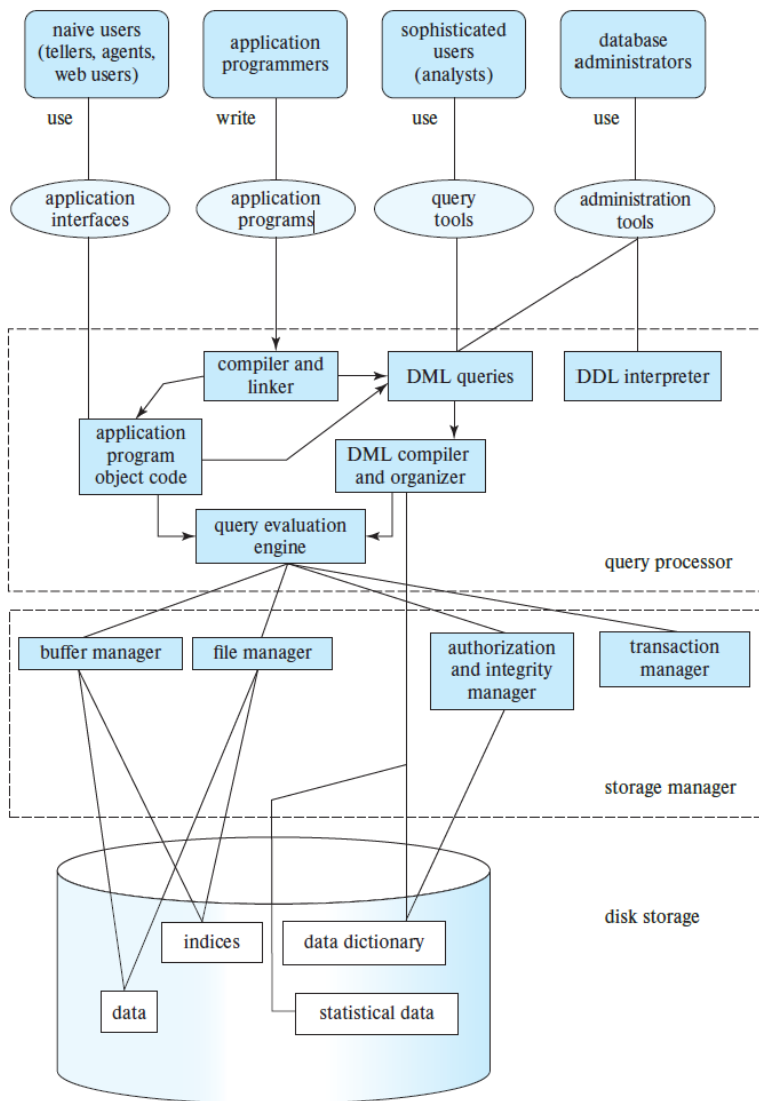 naive users
(tellers, agents,
web users)
application
programmers
sophisticated
users
(analysts)
database
administrators
use
write
use
use
application
interfaces
application
programs
query
tools
administration
tools
compiler and
linker
DML queries
DDL interpreter
application
program
object code
DML compiler
and organizer
query evaluation
engine
query processor
buffer manager
file manager
authorization
and integrity
manager
transaction
manager
storage manager
disk storage
indices
data dictionary
data
statistical data